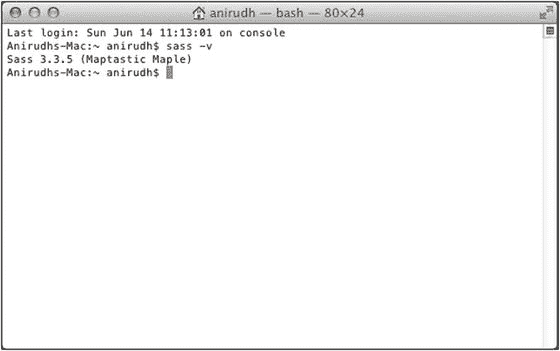 anirudh — bash — 80×24
Last login: Sun Jun 14 11:13:01 on console
Anirudhs-Mac:~ anirudh$ sass -v
Sass 3.3.5 (Maptastic Maple)
Anirudhs-Mac:~ anirudh$